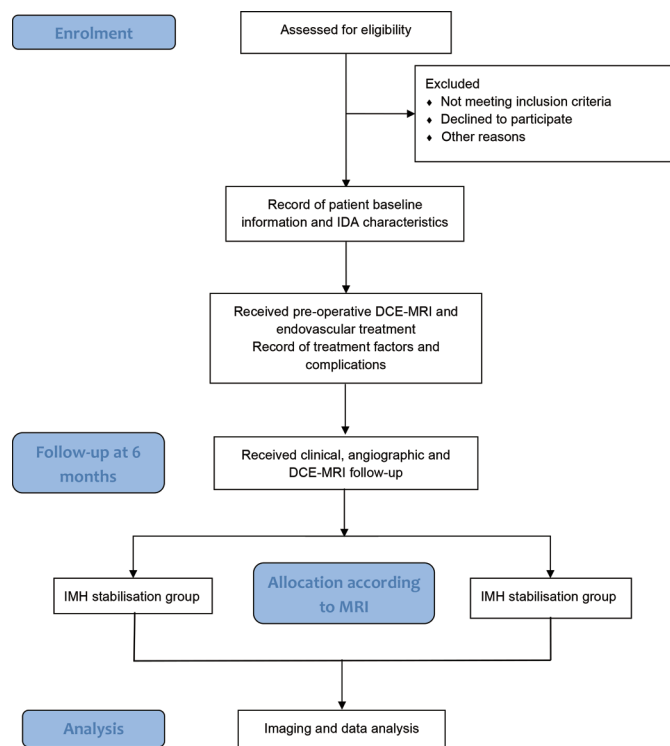 Enrolment
Assessed for eligibility
Excluded
♦ Not meeting inclusion criteria
♦ Declined to participate
♦ Other reasons
Record of patient baseline
information and IDA characteristics
Received pre-operative DCE-MRI and
endovascular treatment
Record of treatment factors and
complications
Follow-up at 6
months
Received clinical, angiographic and
DCE-MRI follow-up
IMH stabilisation group
Allocation according
to MRI
IMH stabilisation group
Analysis
Imaging and data analysis